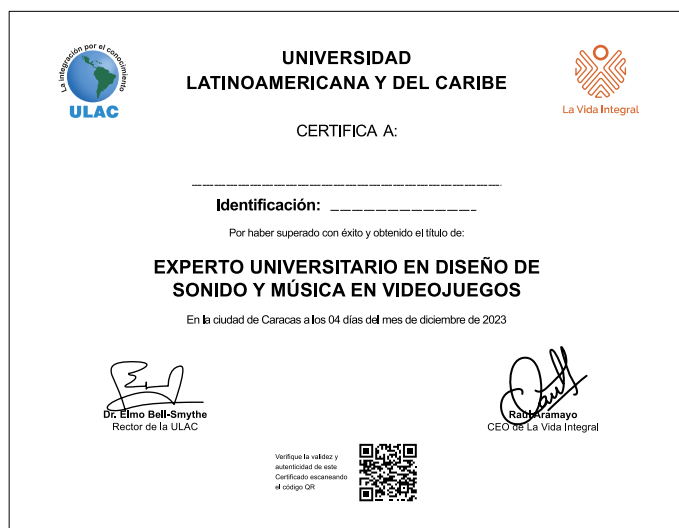 La integración por el conocimiento
ULAC
UNIVERSIDAD
LATINOAMERICANA Y DEL CARIBE
La Vida Integral
CERTIFICA A:
Identificación:
Por haber superado con éxito y obtenido el título de:
EXPERTO UNIVERSITARIO EN DISEÑO DE
SONIDO Y MÚSICA EN VIDEOJUEGOS
En la ciudad de Caracas a los 04 días del mes de diciembre de 2023
Dr. Elmo Bell-Smythe
Rector de la ULAC
Raúl Aramayo
CEO de La Vida Integral
Verifique la validez y
autenticidad de este
Certificado escaneando
el código QR